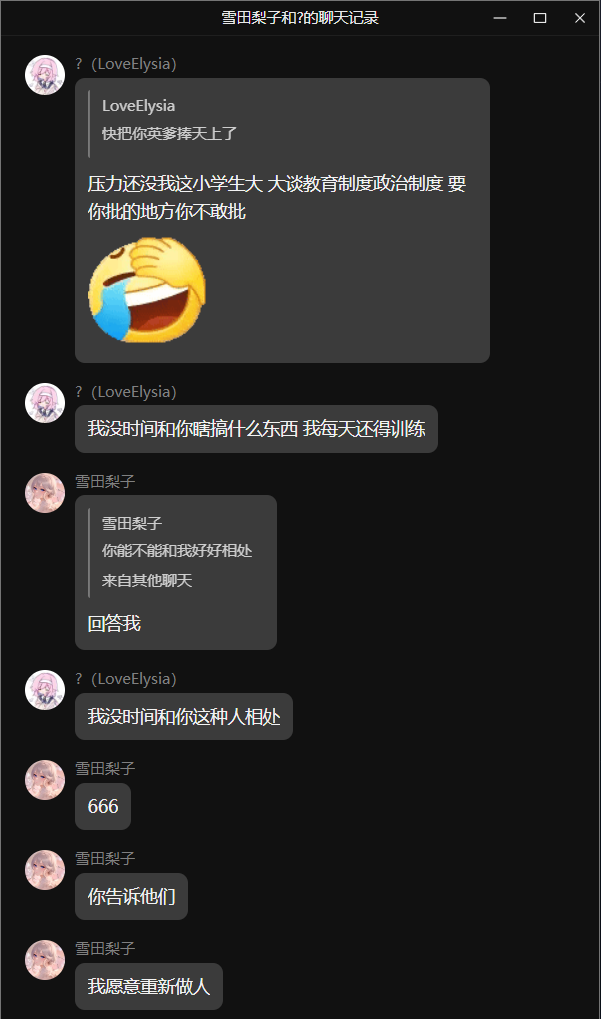 雪田梨子和?的聊天记录
?（LoveElysia）
LoveElysia
快把你英爹捧天上了
压力还没我这小学生大 大谈教育制度政治制度 要
你批的地方你不敢批
?（LoveElysia）
我没时间和你瞎搞什么东西 我每天还得训练
雪田梨子
雪田梨子
你能不能和我好好相处
来自其他聊天
回答我
?（LoveElysia）
我没时间和你这种人相处
雪田梨子
666
雪田梨子
你告诉他们
雪田梨子
我愿意重新做人